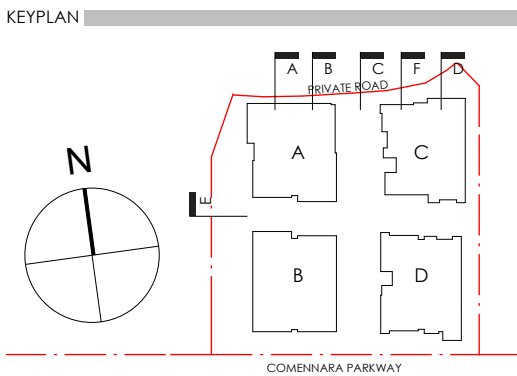 KEYPLAN
A B C F D
PRIVATE ROAD
N
A C
E
B D
COMENNARA PARKWAY